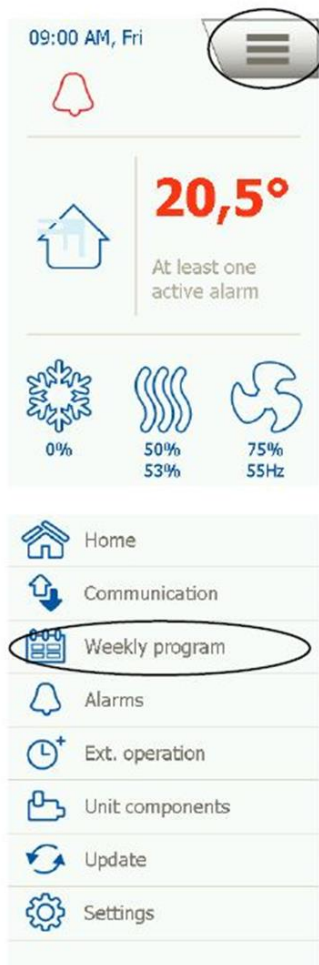 09:00 AM, Fri
20,5°
At least one
active alarm
0% 50% 75%
53% 55Hz
Home
Communication
Weekly program
Alarms
Ext. operation
Unit components
Update
Settings